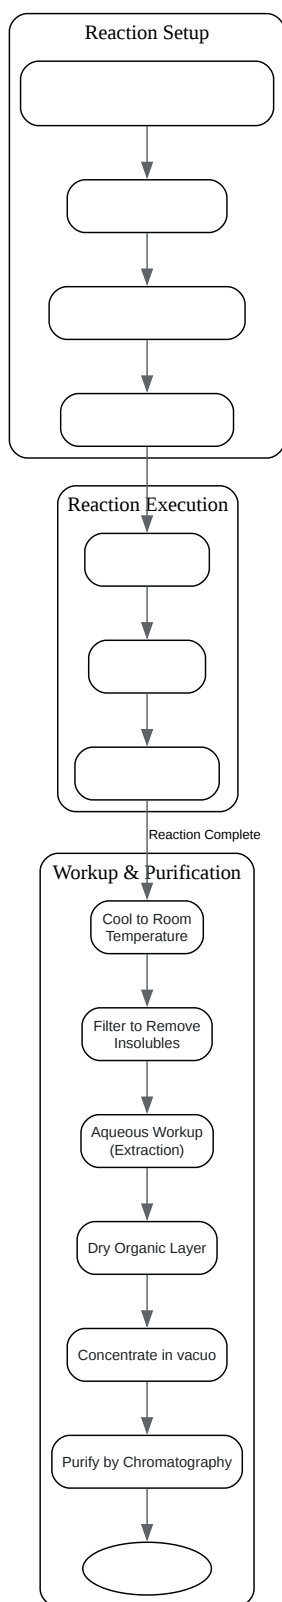 Reaction Setup
Reaction Execution
Reaction Complete
Workup & Purification
Cool to Room
Temperature
Filter to Remove
Insolubles
Aqueous Workup
(Extraction)
Dry Organic Layer
Concentrate in vacuo
Purify by Chromatography